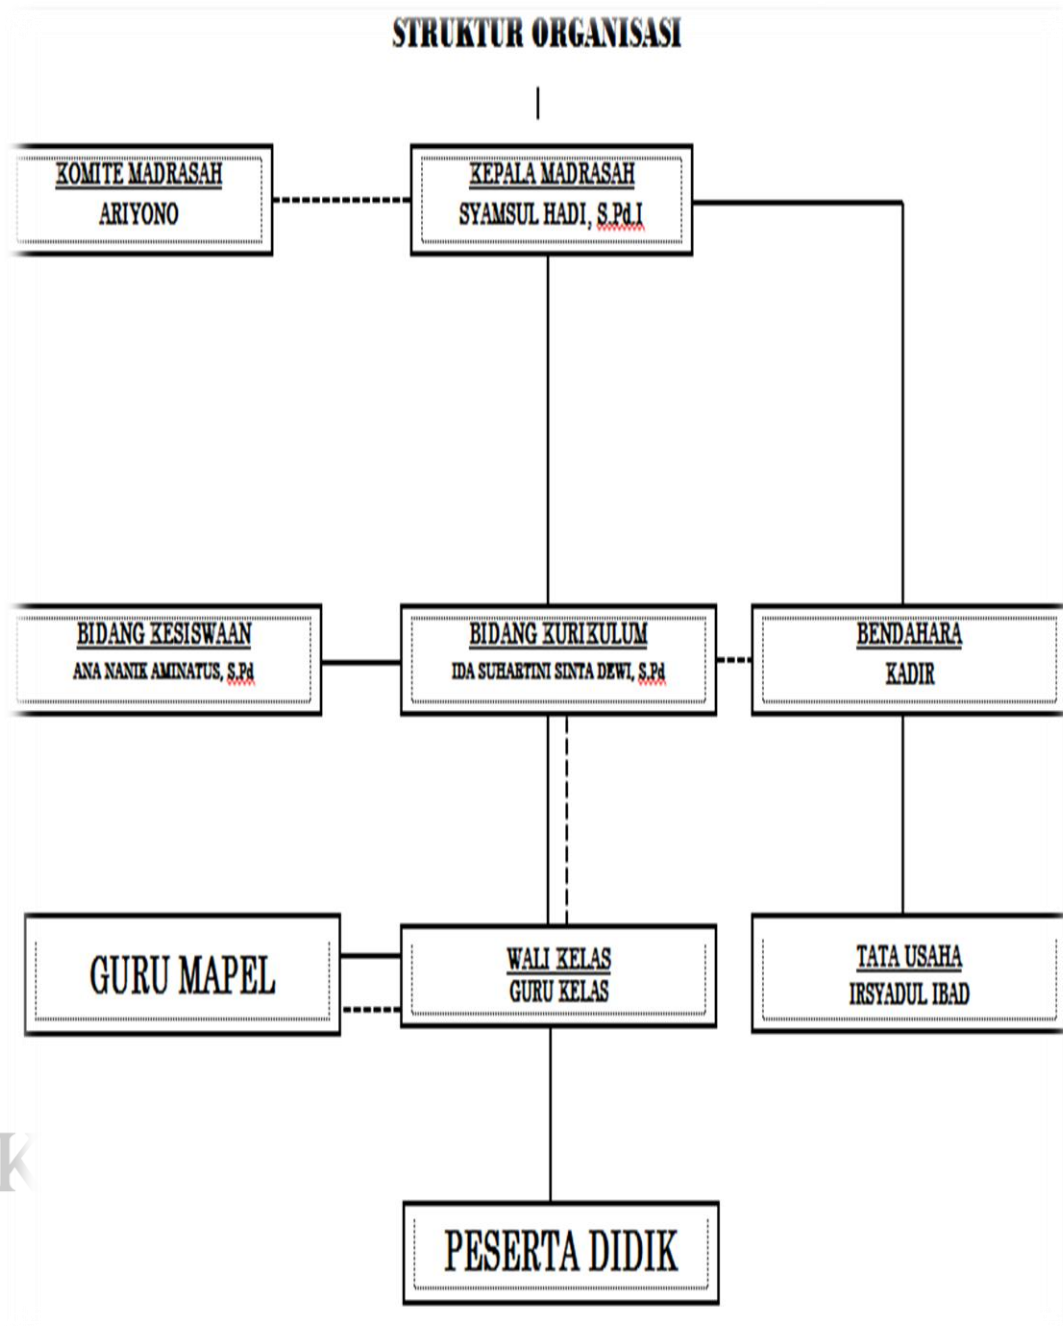 STRUKTUR ORGANISASI
KOMITE MADRASAH
ARIYONO
KEPALA MADRASAH
SYAMSUL HADI, S.Pd.I
BIDANG KESISWAAN
ANA NANIK AMINATUS, S.Pd
BIDANG KURIKULUM
IDA SUHARTINI SINTA DEWI, S.Pd
BENDAHARA
KADIR
GURU MAPEL
WALI KELAS
GURU KELAS
TATA USAHA
IRSYADUL IBAD
K
PESERTA DIDIK